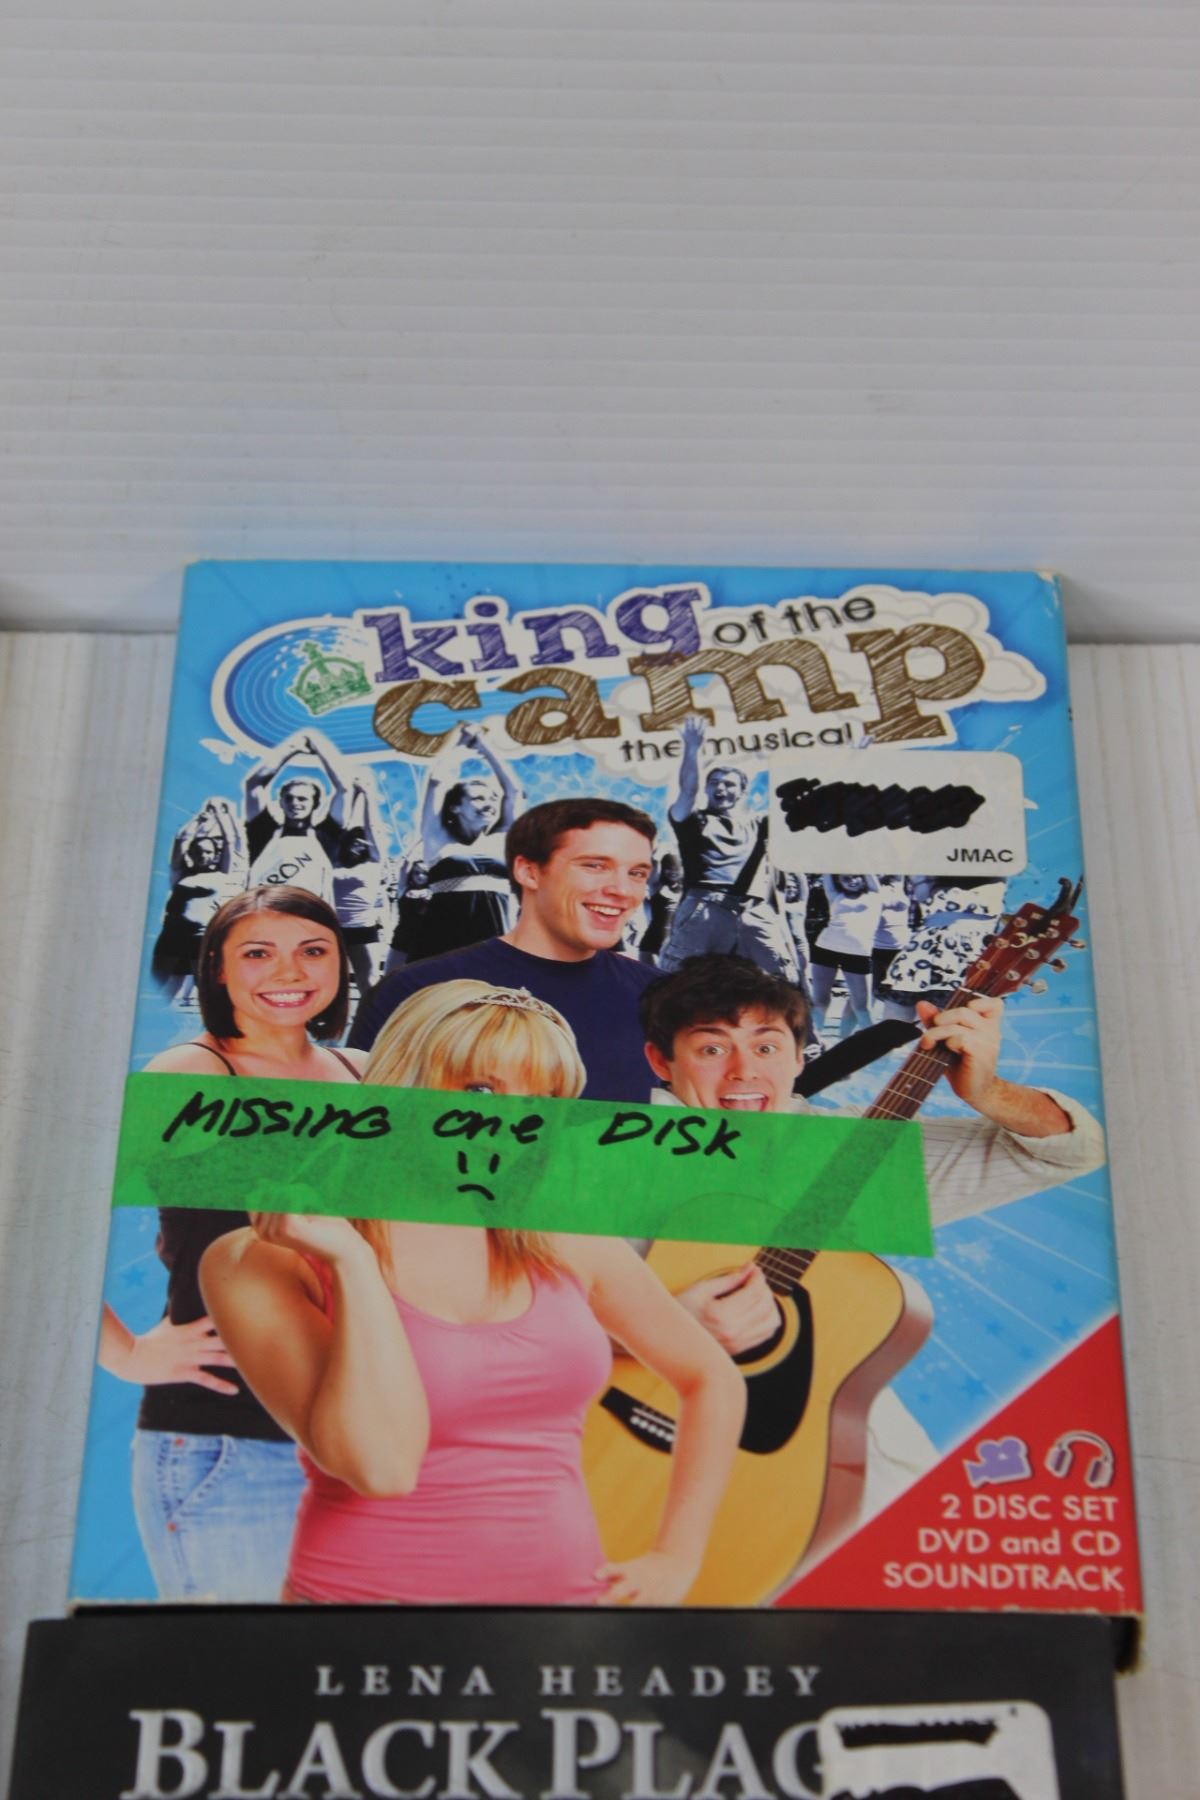 king of the
camp
the musical
JMAC
MISSING one DISK
2 DISC SET
DVD and CD
SOUNDTRACK
LENA HEADEY
BLACK PLAG